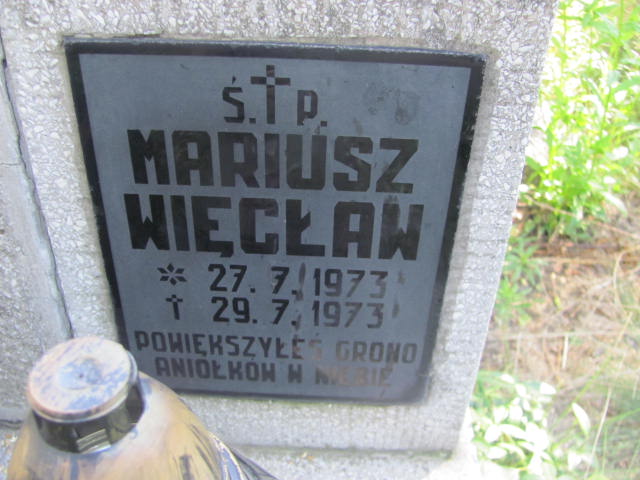 Ś.†P.
MARIUSZ
WIĘCŁAW
* 27. 7. 1973
† 29. 7. 1973
POWIĘKSZYŁEŚ GRONO
ANIOŁKÓW W NIEBIE